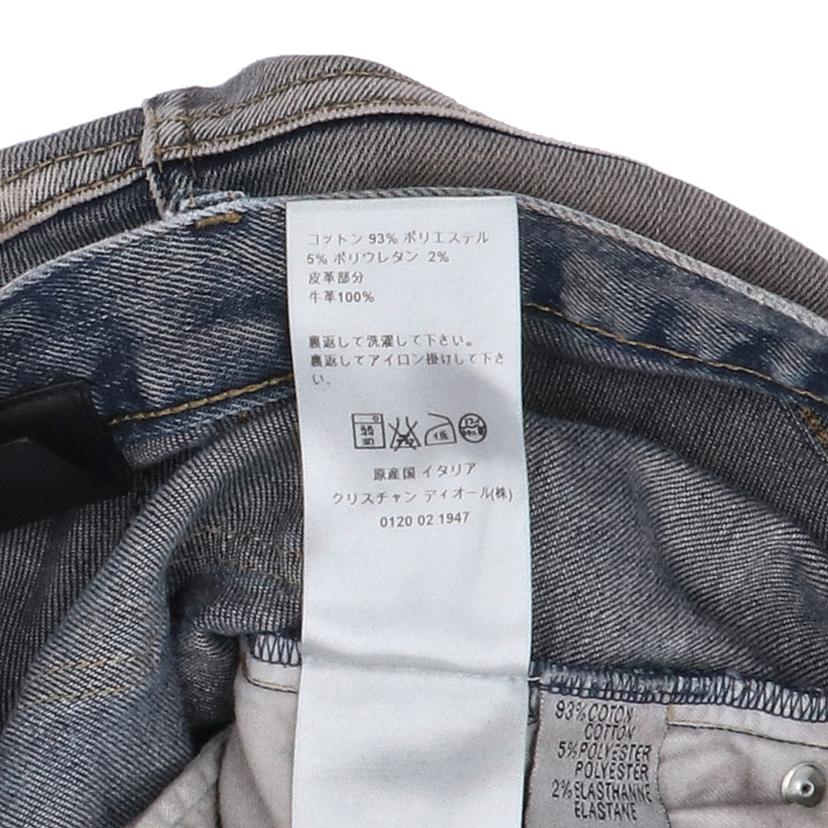 コットン 93% ポリエステル
5% ポリウレタン 2%
皮革部分
牛革100%
裏返して洗濯して下さい。
裏返してアイロン掛けして下さ
い。
原産国 イタリア
クリスチャン ディオール(株)
0120 02 1947
93% COTON
COTTON
5% POLYESTER
POLYESTER
2% ELASTHANNE
ELASTANE